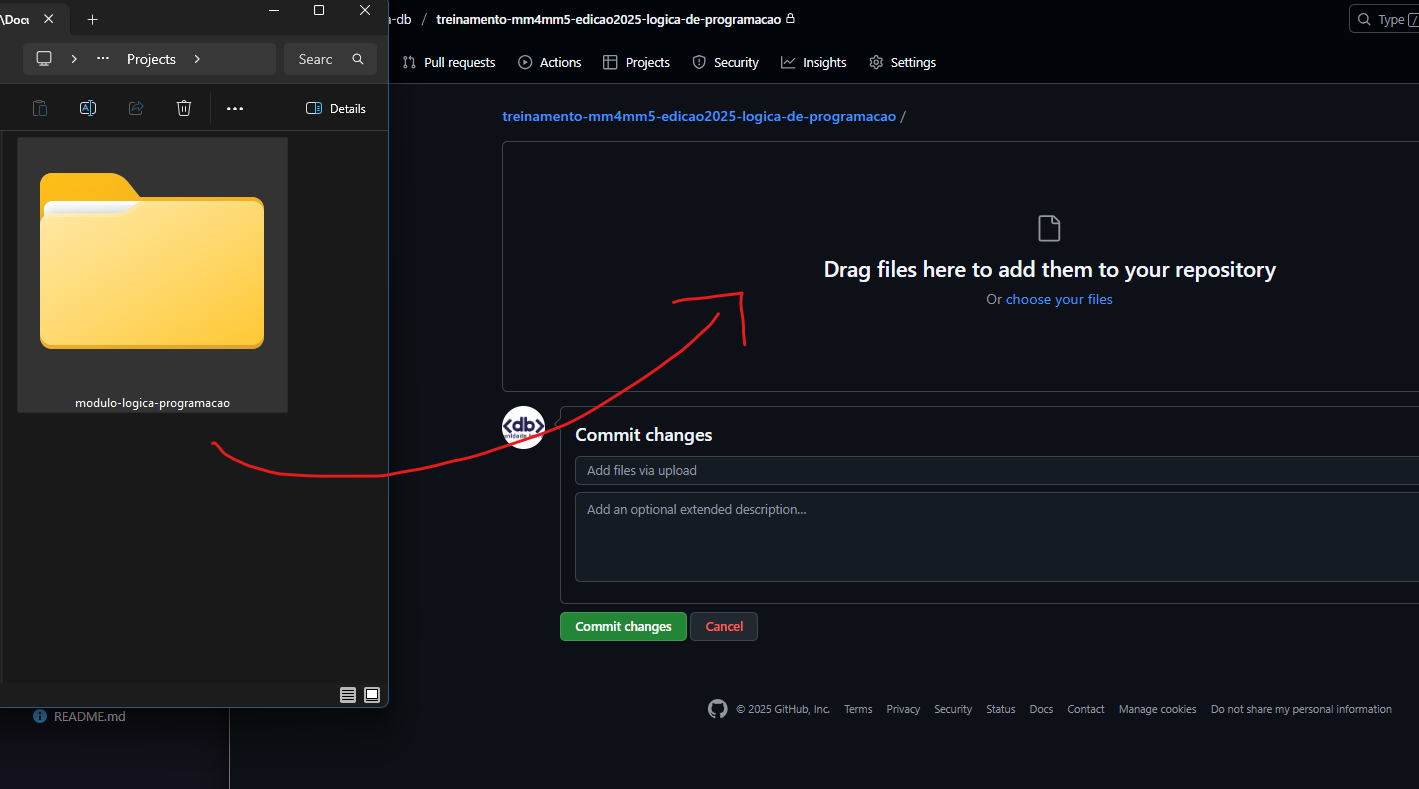 \Docu
Projects
Searc
Details
modulo-logica-programacao
README.md
-db / treinamento-mm4mm5-edicao2025-logica-de-programacao
Type /
Pull requests
Actions
Projects
Security
Insights
Settings
treinamento-mm4mm5-edicao2025-logica-de-programacao /
Drag files here to add them to your repository
Or choose your files
<db>
Commit changes
Add files via upload
Add an optional extended description...
Commit changes
Cancel
© 2025 GitHub, Inc.
Terms
Privacy
Security
Status
Docs
Contact
Manage cookies
Do not share my personal information